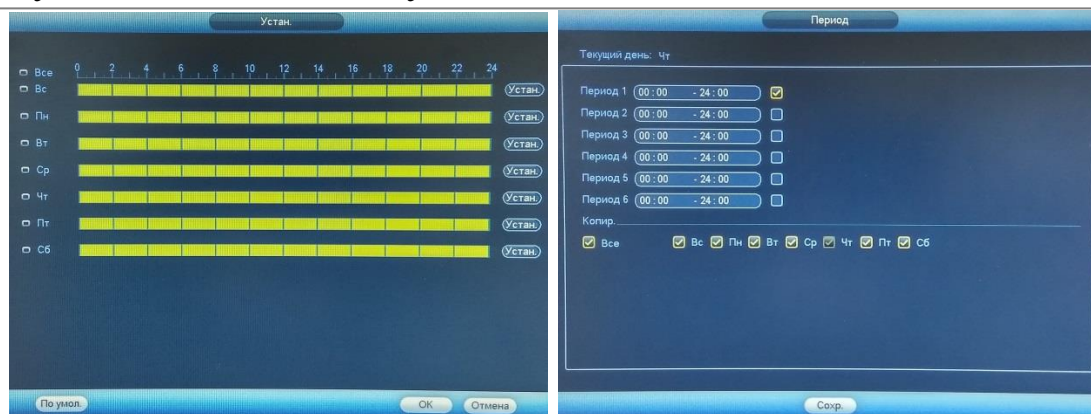 Устан.
Все 0 2 4 6 8 10 12 14 16 18 20 22 24
Вс Устан.
Пн Устан.
Вт Устан.
Ср Устан.
Чт Устан.
Пт Устан.
Сб Устан.
По умол. OK Отмена
Период
Текущий день: Чт
Период 1 00:00 - 24:00
Период 2 00:00 - 24:00
Период 3 00:00 - 24:00
Период 4 00:00 - 24:00
Период 5 00:00 - 24:00
Период 6 00:00 - 24:00
Копир.
Все Вс Пн Вт Ср Чт Пт Сб
Сохр.